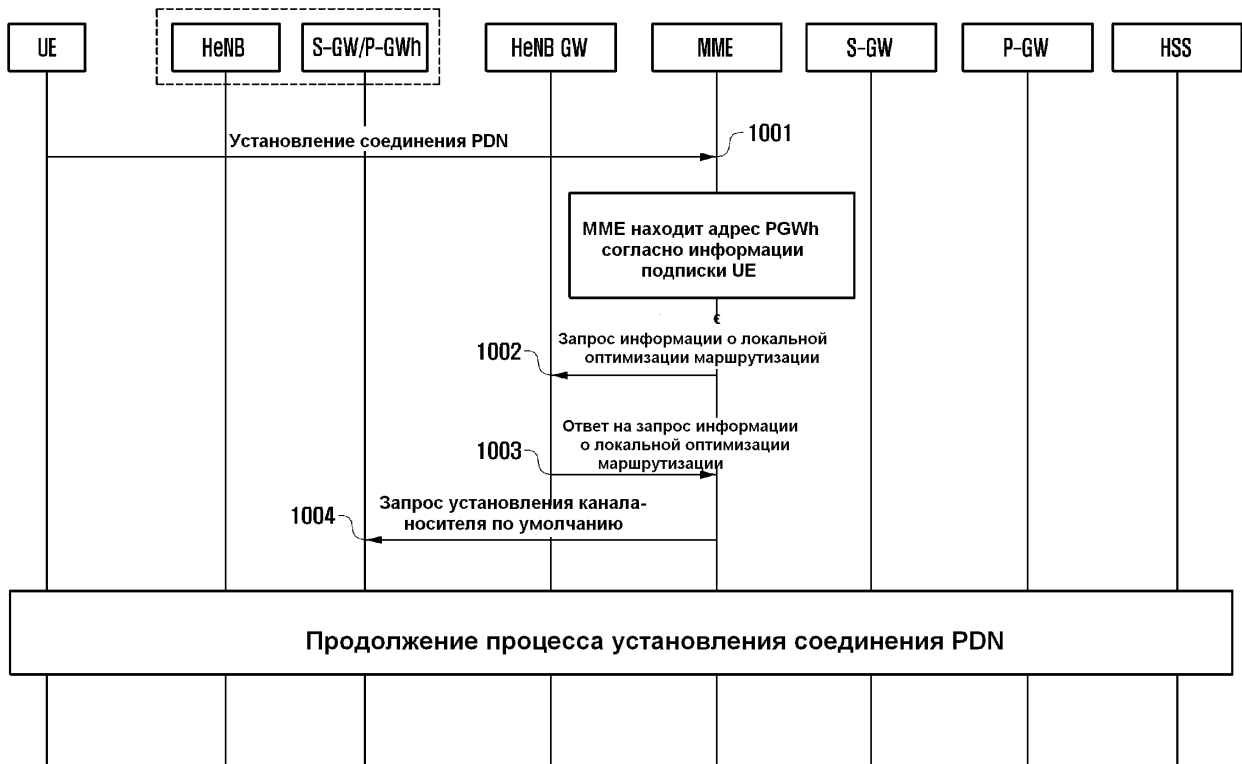 UE
HeNB
S-GW/P-GWh
HeNB GW
MME
S-GW
P-GW
HSS
Установление соединения PDN
1001
MME находит адрес PGWh
согласно информации
подписки UE
Запрос информации о локальной
оптимизации маршрутизации
1002
Ответ на запрос информации
о локальной оптимизации
маршрутизации
1003
Запрос установления канала-
носителя по умолчанию
1004
Продолжение процесса установления соединения PDN